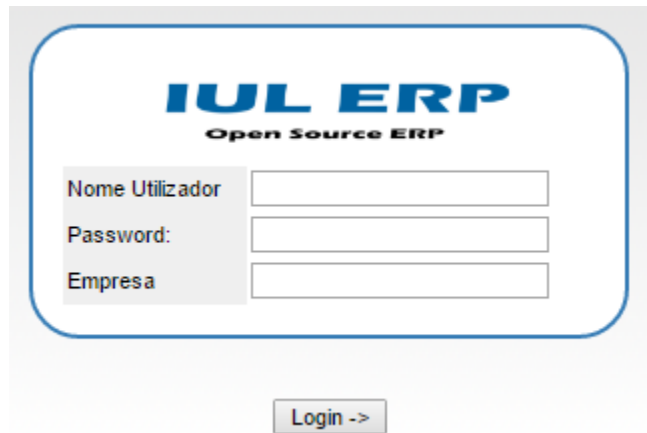 IUL ERP
Open Source ERP
Nome Utilizador
Password:
Empresa
Login ->